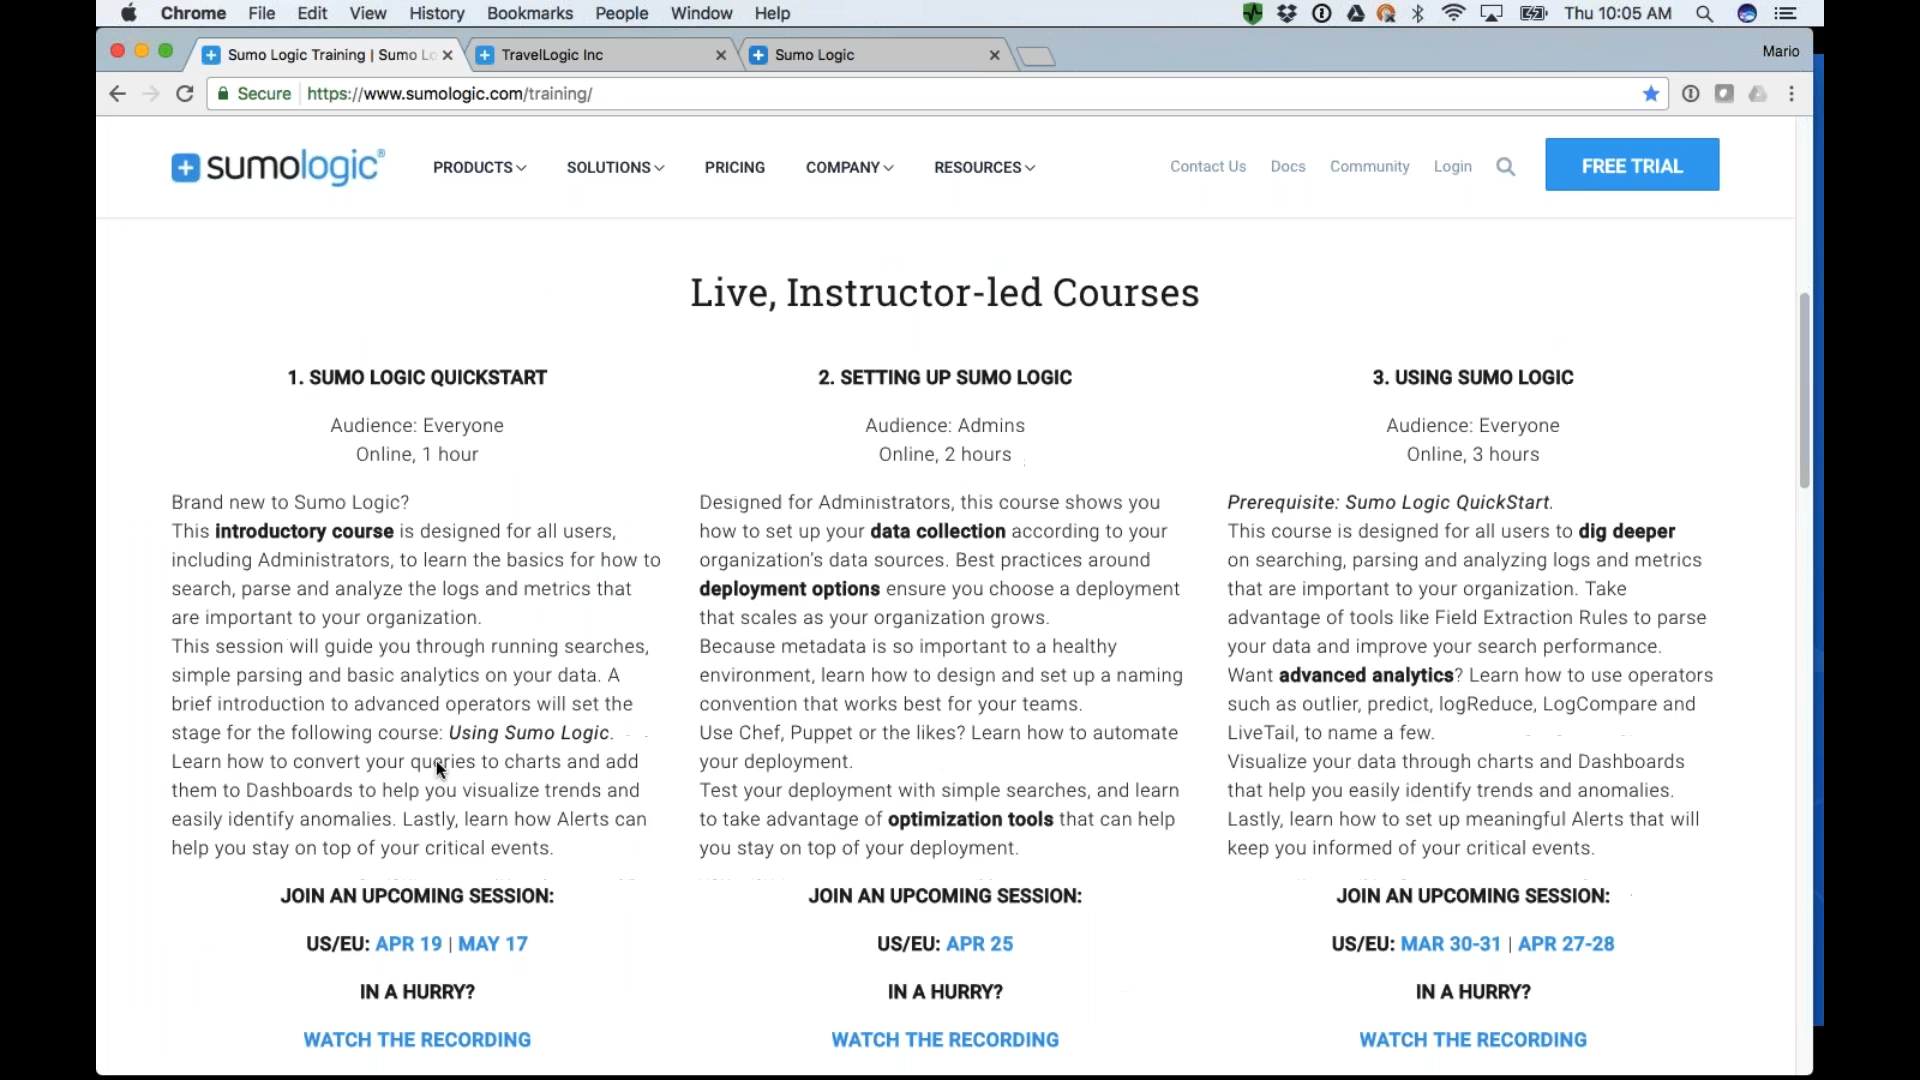 Chrome File Edit View History Bookmarks People Window Help Thu 10:05 AM
Sumo Logic Training | Sumo Lo TravelLogic Inc Sumo Logic Mario
Secure https://www.sumologic.com/training/
sumologic® PRODUCTS SOLUTIONS PRICING COMPANY RESOURCES Contact Us Docs Community Login FREE TRIAL
Live, Instructor-led Courses
1. SUMO LOGIC QUICKSTART
Audience: Everyone
Online, 1 hour
Brand new to Sumo Logic?
This introductory course is designed for all users,
including Administrators, to learn the basics for how to
search, parse and analyze the logs and metrics that
are important to your organization.
This session will guide you through running searches,
simple parsing and basic analytics on your data. A
brief introduction to advanced operators will set the
stage for the following course: Using Sumo Logic.
Learn how to convert your queries to charts and add
them to Dashboards to help you visualize trends and
easily identify anomalies. Lastly, learn how Alerts can
help you stay on top of your critical events.
JOIN AN UPCOMING SESSION:
US/EU: APR 19 | MAY 17
IN A HURRY?
WATCH THE RECORDING
2. SETTING UP SUMO LOGIC
Audience: Admins
Online, 2 hours
Designed for Administrators, this course shows you
how to set up your data collection according to your
organization's data sources. Best practices around
deployment options ensure you choose a deployment
that scales as your organization grows.
Because metadata is so important to a healthy
environment, learn how to design and set up a naming
convention that works best for your teams.
Use Chef, Puppet or the likes? Learn how to automate
your deployment.
Test your deployment with simple searches, and learn
to take advantage of optimization tools that can help
you stay on top of your deployment.
JOIN AN UPCOMING SESSION:
US/EU: APR 25
IN A HURRY?
WATCH THE RECORDING
3. USING SUMO LOGIC
Audience: Everyone
Online, 3 hours
Prerequisite: Sumo Logic QuickStart.
This course is designed for all users to dig deeper
on searching, parsing and analyzing logs and metrics
that are important to your organization. Take
advantage of tools like Field Extraction Rules to parse
your data and improve your search performance.
Want advanced analytics? Learn how to use operators
such as outlier, predict, logReduce, LogCompare and
LiveTail, to name a few.
Visualize your data through charts and Dashboards
that help you easily identify trends and anomalies.
Lastly, learn how to set up meaningful Alerts that will
keep you informed of your critical events.
JOIN AN UPCOMING SESSION:
US/EU: MAR 30-31 | APR 27-28
IN A HURRY?
WATCH THE RECORDING